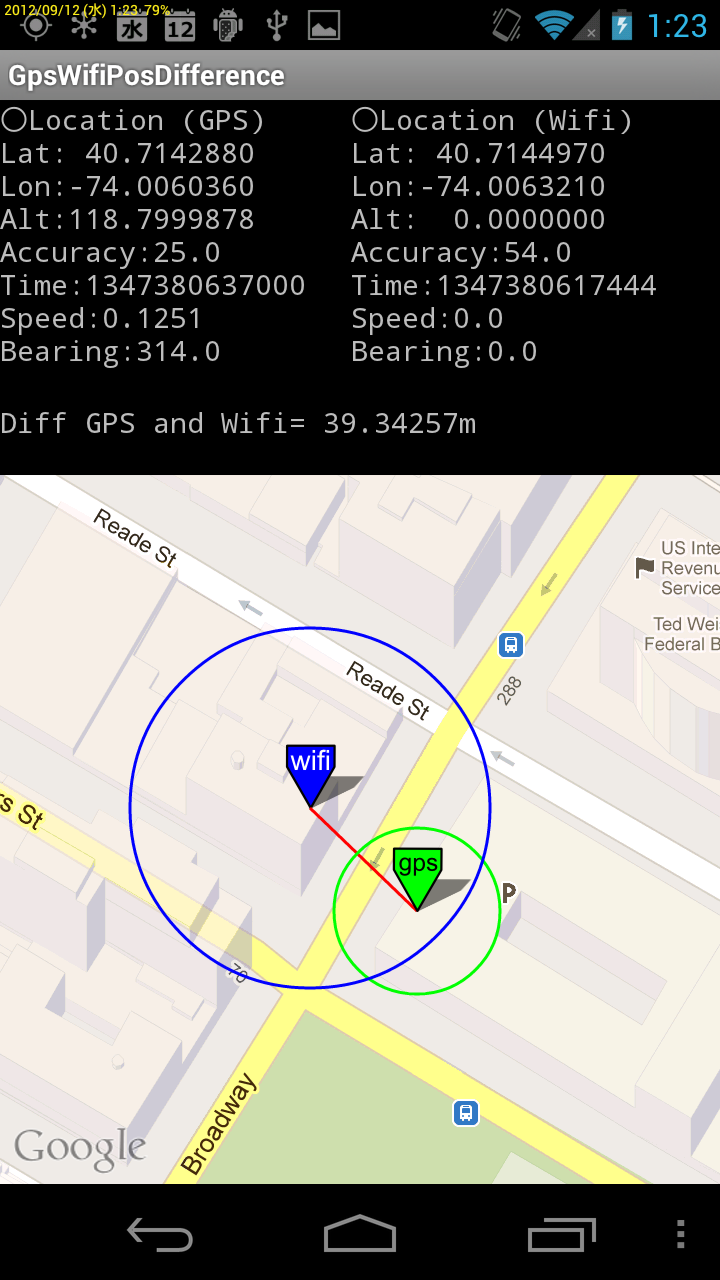 2012/09/12 (水) 1:23 79%
水
12
1:23
GpsWifiPosDifference
○Location (GPS)
Lat: 40.7142880
Lon:-74.0060360
Alt:118.7999878
Accuracy:25.0
Time:1347380637000
Speed:0.1251
Bearing:314.0
○Location (Wifi)
Lat: 40.7144970
Lon:-74.0063210
Alt:  0.0000000
Accuracy:54.0
Time:1347380617444
Speed:0.0
Bearing:0.0
Diff GPS and Wifi= 39.34257m
Reade St
US Inte
Revenu
Service
Ted Weis
Federal B
288
Reade St
wifi
rs St
gps
P
78
Broadway
Google